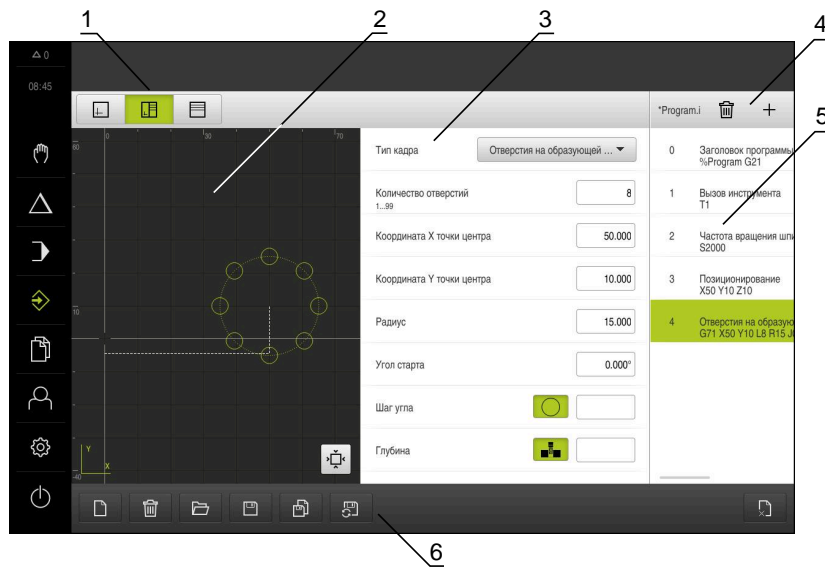 1
2
3
4
5
6
0
08:45
*Program.i
0
30
70
60
10
-40
Y
X
Тип кадра
Отверстия на образующей ...
Количество отверстий
1...99
8
Координата X точки центра
50.000
Координата Y точки центра
10.000
Радиус
15.000
Угол старта
0.000°
Шаг угла
Глубина
0
Заголовок программы
%Program G21
1
Вызов инструмента
T1
2
Частота вращения шпи
S2000
3
Позиционирование
X50 Y10 Z10
4
Отверстия на образую
G71 X50 Y10 L8 R15 J